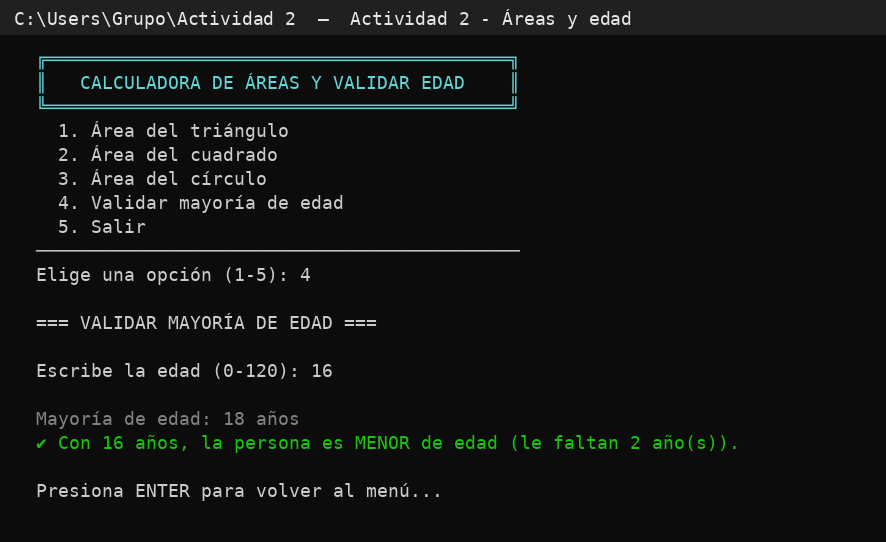 C:\Users\Grupo\Actividad 2  —  Actividad 2 - Áreas y edad
CALCULADORA DE ÁREAS Y VALIDAR EDAD
1. Área del triángulo
2. Área del cuadrado
3. Área del círculo
4. Validar mayoría de edad
5. Salir
Elige una opción (1-5): 4
=== VALIDAR MAYORÍA DE EDAD ===
Escribe la edad (0-120): 16
Mayoría de edad: 18 años
✔ Con 16 años, la persona es MENOR de edad (le faltan 2 año(s)).
Presiona ENTER para volver al menú...